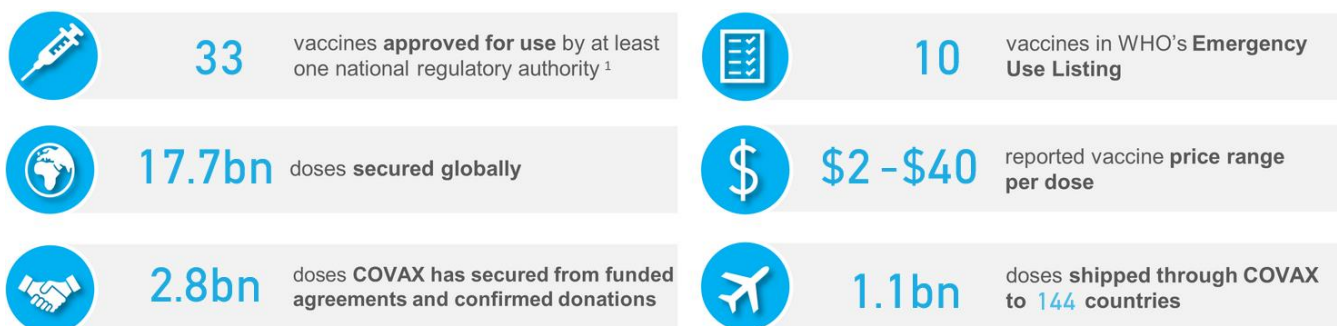 33
vaccines approved for use by at least
one national regulatory authority 1
10
vaccines in WHO's Emergency
Use Listing
17.7bn
doses secured globally
$2 - $40
reported vaccine price range
per dose
2.8bn
doses COVAX has secured from funded
agreements and confirmed donations
1.1bn
doses shipped through COVAX
to 144 countries